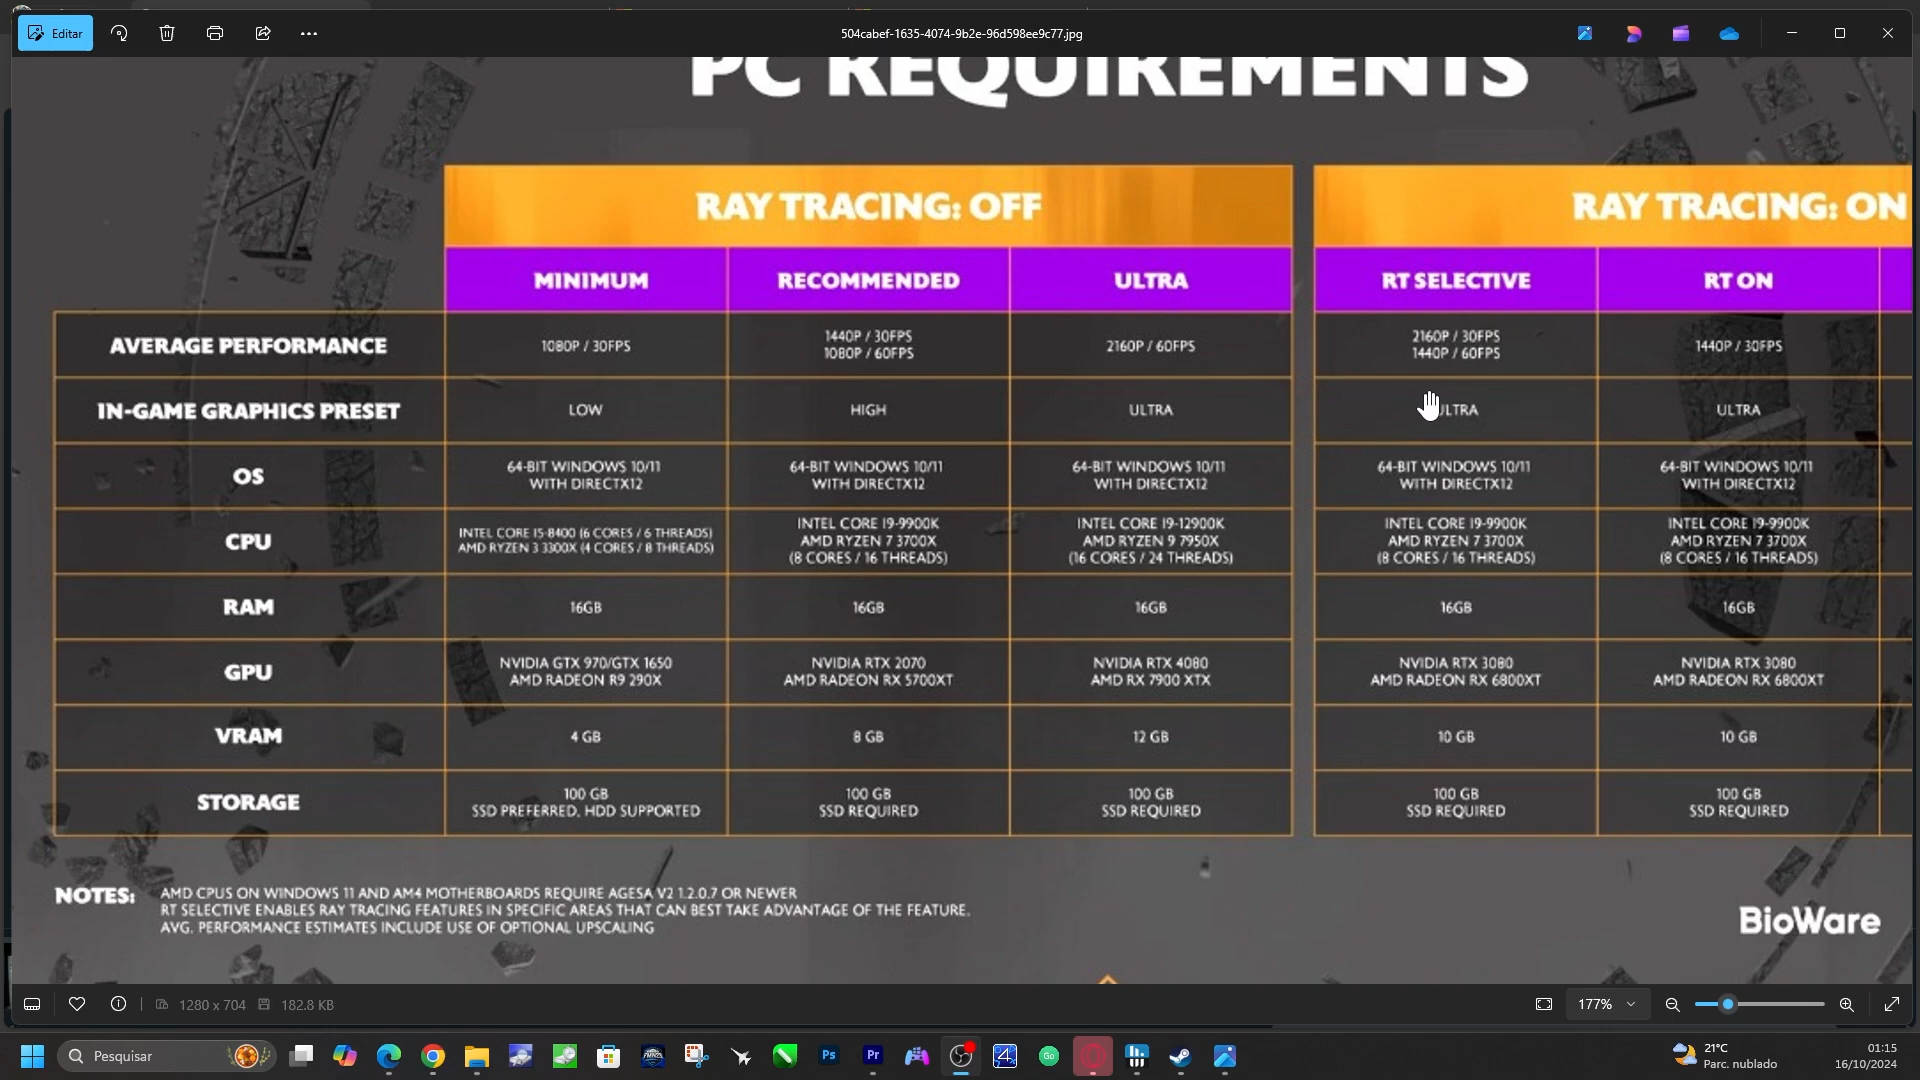 Editar
504cabef-1635-4074-9b2e-96d598ee9c77.jpg
PC REQUIREMENTS
RAY TRACING: OFF
RAY TRACING: ON
MINIMUM
RECOMMENDED
ULTRA
RT SELECTIVE
RT ON
AVERAGE PERFORMANCE
1080P / 30FPS
1440P / 30FPS
1080P / 60FPS
2160P / 60FPS
2160P / 30FPS
1440P / 60FPS
1440P / 30FPS
IN-GAME GRAPHICS PRESET
LOW
HIGH
ULTRA
ULTRA
ULTRA
OS
64-BIT WINDOWS 10/11
WITH DIRECTX12
64-BIT WINDOWS 10/11
WITH DIRECTX12
64-BIT WINDOWS 10/11
WITH DIRECTX12
64-BIT WINDOWS 10/11
WITH DIRECTX12
64-BIT WINDOWS 10/11
WITH DIRECTX12
CPU
INTEL CORE I5-8400 (6 CORES / 6 THREADS)
AMD RYZEN 3 3300X (4 CORES / 8 THREADS)
INTEL CORE I9-9900K
AMD RYZEN 7 3700X
(8 CORES / 16 THREADS)
INTEL CORE I9-12900K
AMD RYZEN 9 7950X
(16 CORES / 24 THREADS)
INTEL CORE I9-9900K
AMD RYZEN 7 3700X
(8 CORES / 16 THREADS)
INTEL CORE I9-9900K
AMD RYZEN 7 3700X
(8 CORES / 16 THREADS)
RAM
16GB
16GB
16GB
16GB
16GB
GPU
NVIDIA GTX 970/GTX 1650
AMD RADEON R9 290X
NVIDIA RTX 2070
AMD RADEON RX 5700XT
NVIDIA RTX 4080
AMD RX 7900 XTX
NVIDIA RTX 3080
AMD RADEON RX 6800XT
NVIDIA RTX 3080
AMD RADEON RX 6800XT
VRAM
4 GB
8 GB
12 GB
10 GB
10 GB
STORAGE
100 GB
SSD PREFERRED, HDD SUPPORTED
100 GB
SSD REQUIRED
100 GB
SSD REQUIRED
100 GB
SSD REQUIRED
100 GB
SSD REQUIRED
NOTES:
AMD CPUS ON WINDOWS 11 AND AM4 MOTHERBOARDS REQUIRE AGESA V2 1.2.0.7 OR NEWER
RT SELECTIVE ENABLES RAY TRACING FEATURES IN SPECIFIC AREAS THAT CAN BEST TAKE ADVANTAGE OF THE FEATURE.
AVG. PERFORMANCE ESTIMATES INCLUDE USE OF OPTIONAL UPSCALING
BioWare
1280 x 704
182.8 KB
177%
Pesquisar
Ps
Pr
Go
21°C
Parc. nublado
01:15
16/10/2024